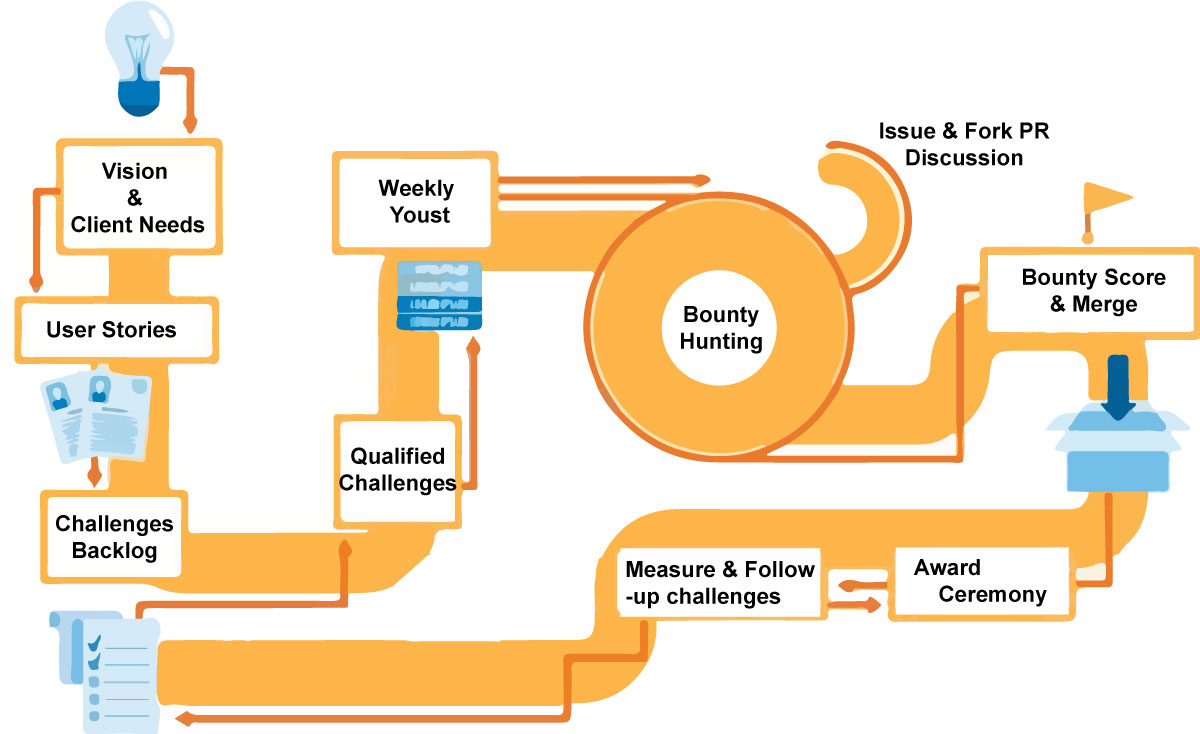 Vision
&
Client Needs
User Stories
Challenges
Backlog
Qualified
Challenges
Weekly
Youst
Bounty
Hunting
Issue & Fork PR
Discussion
Bounty Score
& Merge
Award
Ceremony
Measure & Follow
-up challenges